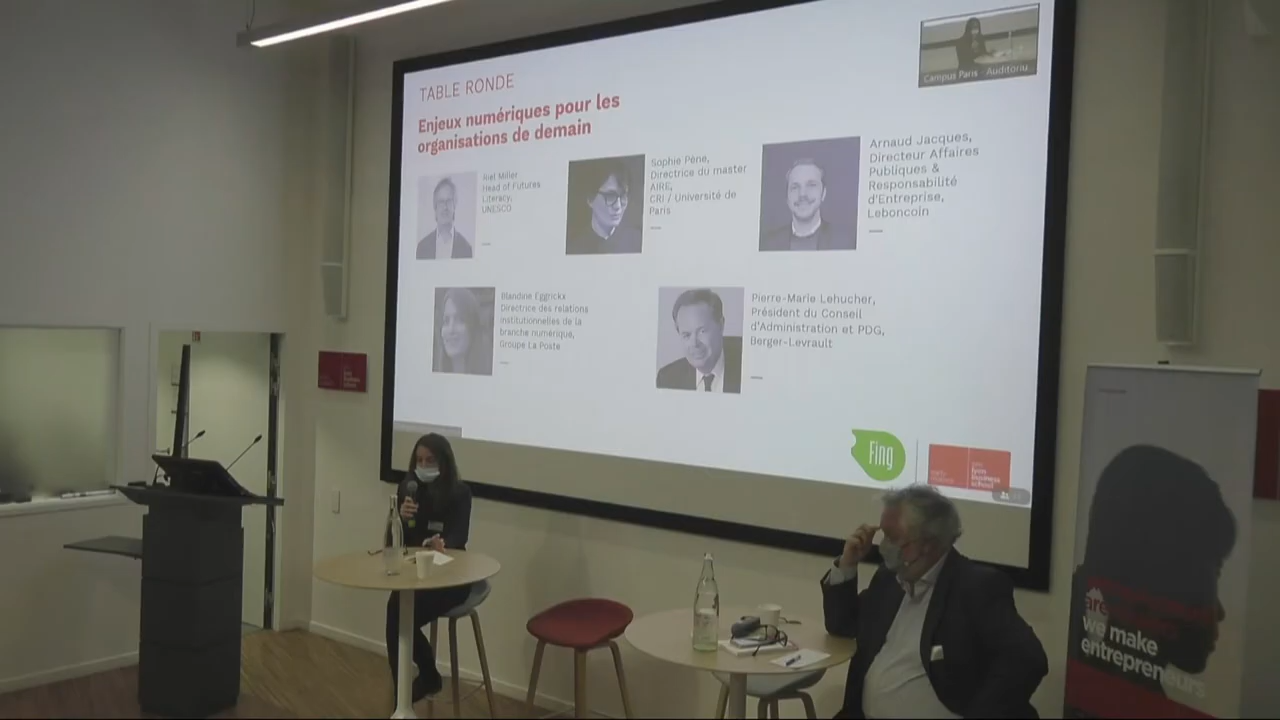 TABLE RONDE
Enjeux numériques pour les
organisations de demain
Riel Miller
Head of Futures
Literacy,
UNESCO
Sophie Pène,
Directrice du master
AIRE,
CRI / Université de
Paris
Arnaud Jacques,
Directeur Affaires
Publiques &
Responsabilité
d'Entreprise,
Leboncoin
Blandine Eggrickx
Directrice des relations
institutionnelles de la
branche numérique,
Groupe La Poste
Pierre-Marie Lehucher,
Président du Conseil
d'Administration et PDG,
Berger-Levrault
Campus Paris - Auditoriu...
Fing
lyon
business
school
we make
entrepreneurs